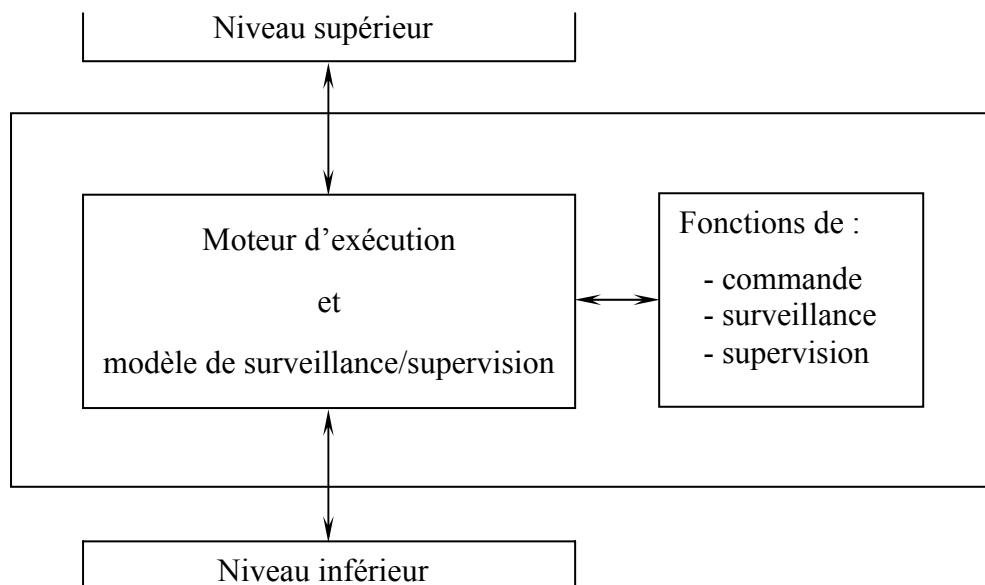 Niveau supérieur
Moteur d’exécution
et
modèle de surveillance/supervision
Fonctions de :
- commande
- surveillance
- supervision
Niveau inférieur